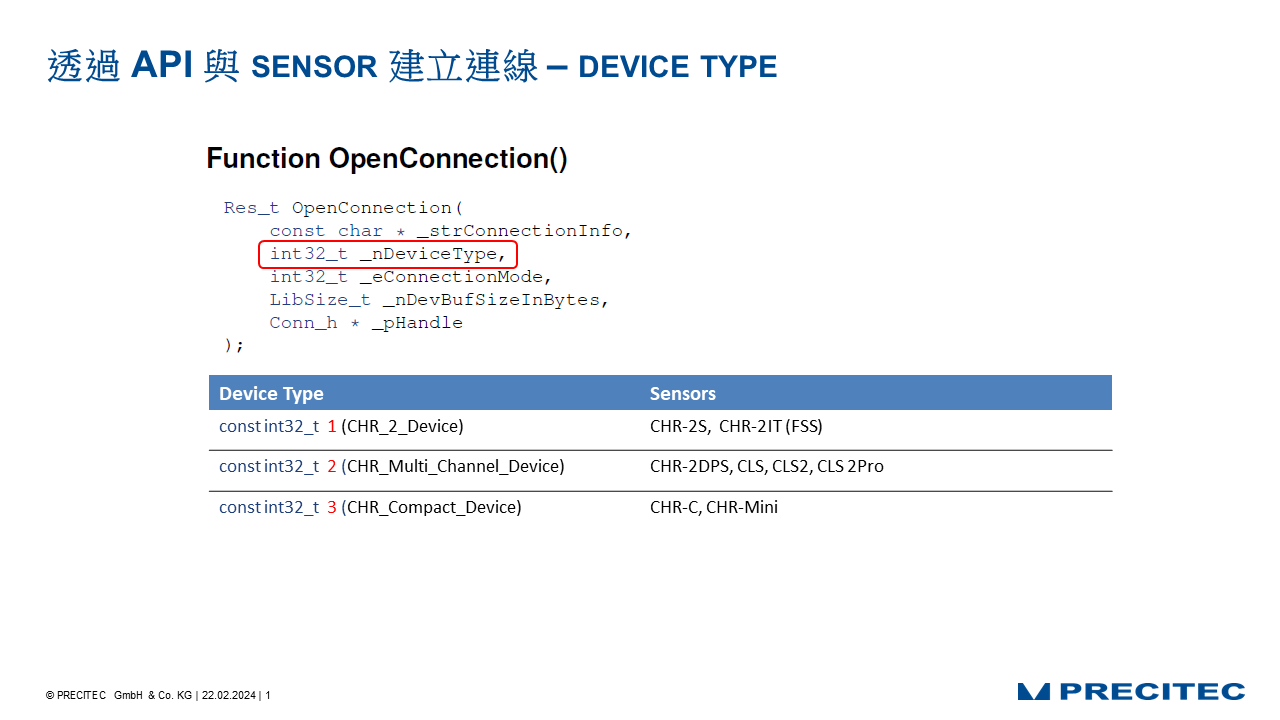 透過 API 與 SENSOR 建立連線 – DEVICE TYPE
Function OpenConnection()
Res_t OpenConnection(
const char * _strConnectionInfo,
int32_t _nDeviceType,
int32_t _eConnectionMode,
LibSize_t _nDevBufSizeInBytes,
Conn_h * _pHandle
);
Device Type Sensors
const int32_t 1 (CHR_2_Device) CHR-2S, CHR-2IT (FSS)
const int32_t 2 (CHR_Multi_Channel_Device) CHR-2DPS, CLS, CLS2, CLS 2Pro
const int32_t 3 (CHR_Compact_Device) CHR-C, CHR-Mini
© PRECITEC GmbH & Co. KG | 22.02.2024 | 1
PRECITEC